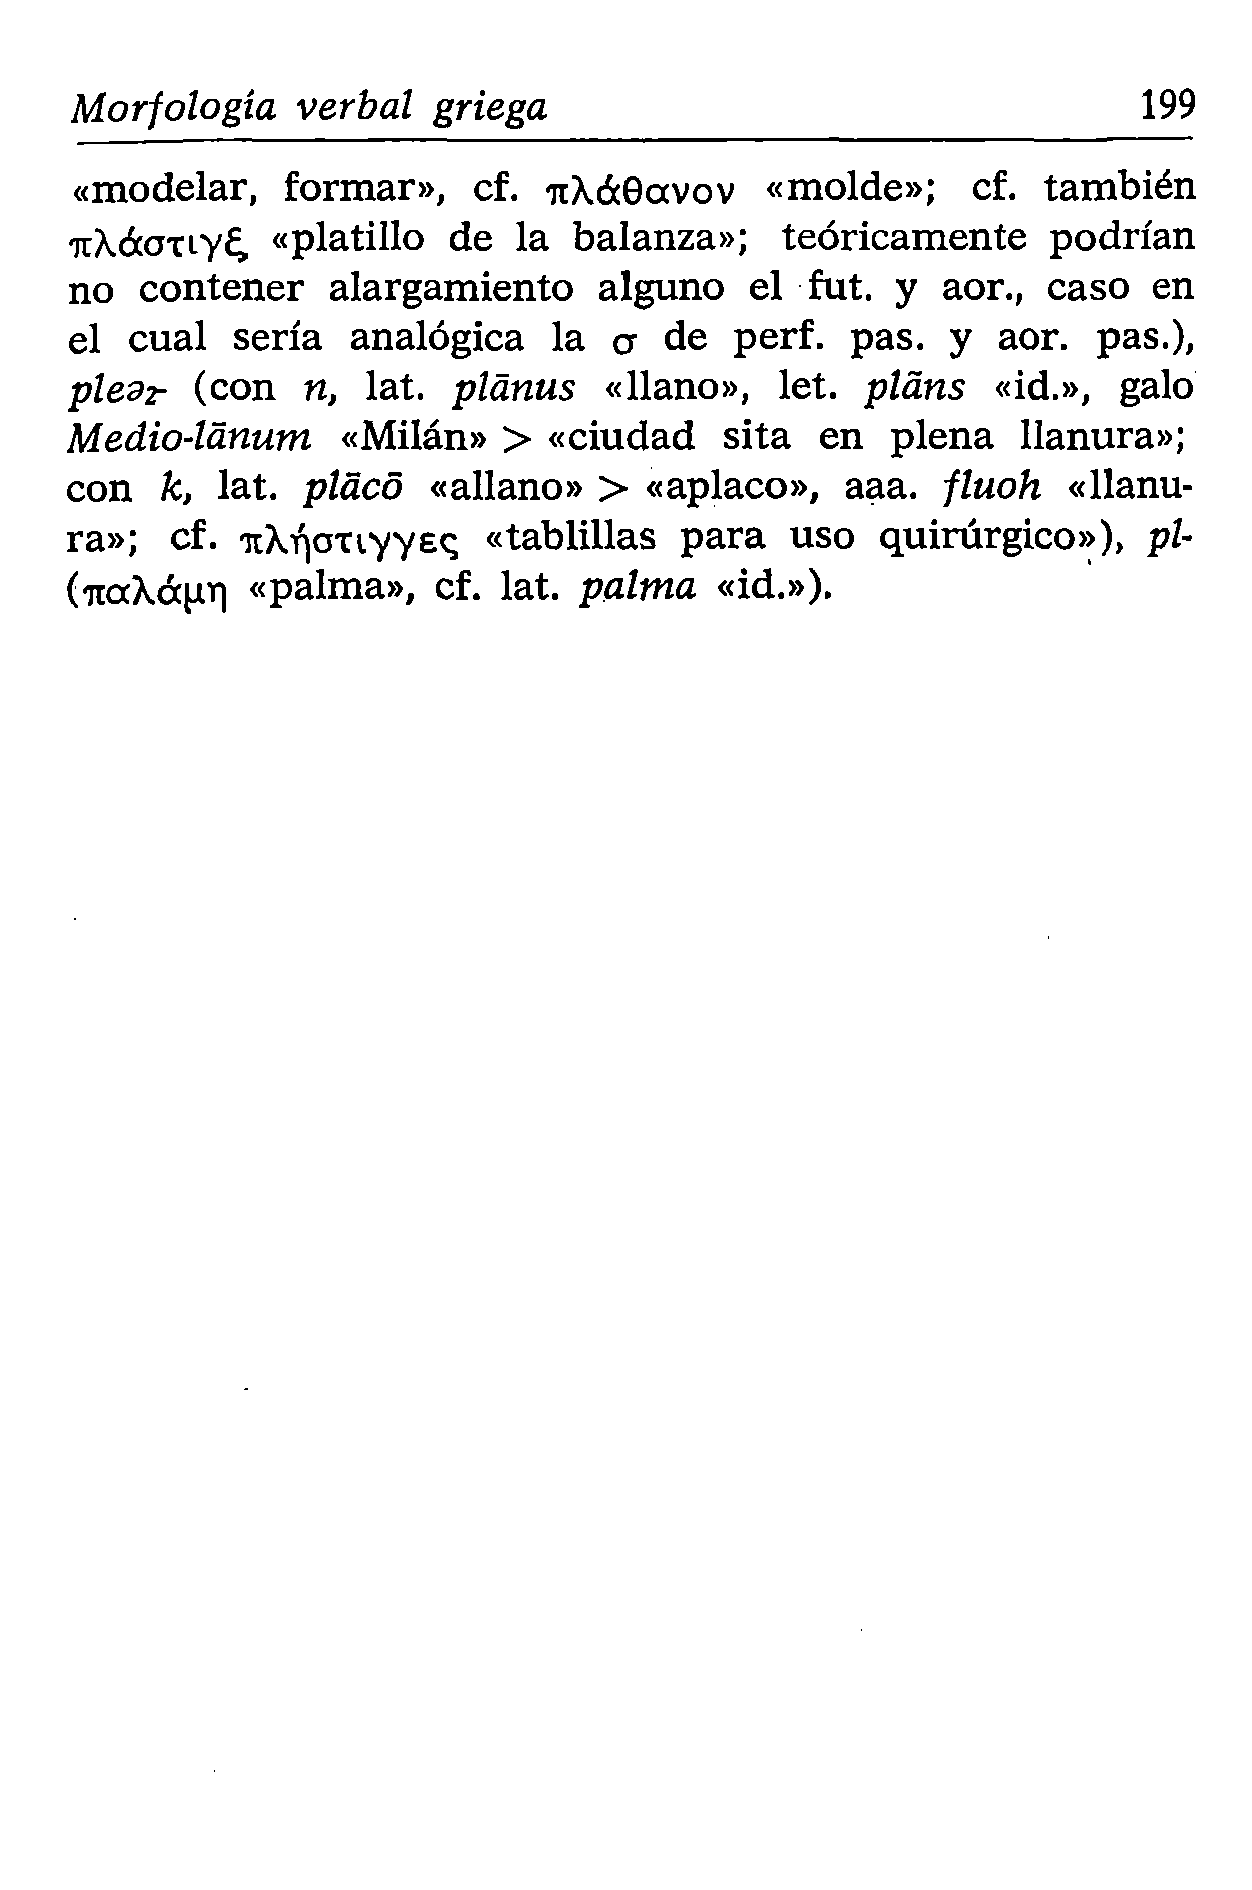 Morfología verbal griega 199
«modelar, formar», cf. πλάθανον «molde»; cf. también
πλάστιγξ «platillo de la balanza»; teóricamente podrían
no contener alargamiento alguno el fut. y aor., caso en
el cual sería analógica la σ de perf. pas. y aor. pas.),
pleə₂- (con n, lat. plānus «llano», let. plãns «id.», galo
Medio-lānum «Milán» > «ciudad sita en plena llanura»;
con k, lat. plācō «allano» > «aplaco», aaa. fluoh «llanu-
ra»; cf. πλήστιγγες «tablillas para uso quirúrgico»), pl-
(παλάμη «palma», cf. lat. palma «id.»).